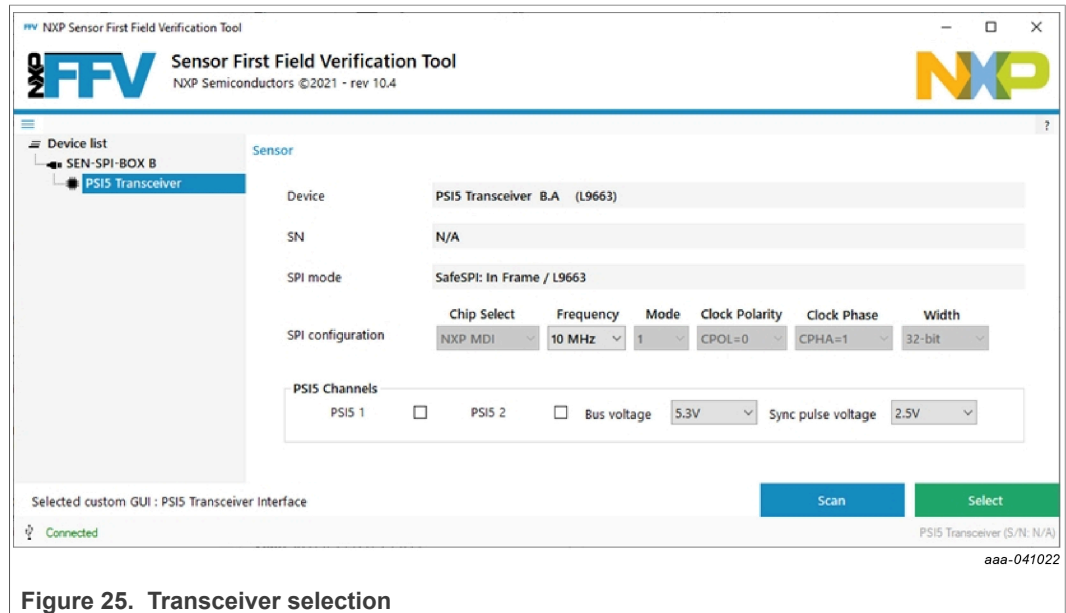 FFV NXP Sensor First Field Verification Tool
NXP FFV
Sensor First Field Verification Tool
NXP Semiconductors ©2021 - rev 10.4
NXP
?
Device list
SEN-SPI-BOX B
PSI5 Transceiver
Sensor
Device PSI5 Transceiver B.A (L9663)
SN N/A
SPI mode SafeSPI: In Frame / L9663
Chip Select Frequency Mode Clock Polarity Clock Phase Width
SPI configuration NXP MDI 10 MHz 1 CPOL=0 CPHA=1 32-bit
PSI5 Channels
PSI5 1 PSI5 2 Bus voltage 5.3V Sync pulse voltage 2.5V
Selected custom GUI : PSI5 Transceiver Interface Scan Select
Connected PSI5 Transceiver (S/N: N/A)
aaa-041022
Figure 25. Transceiver selection